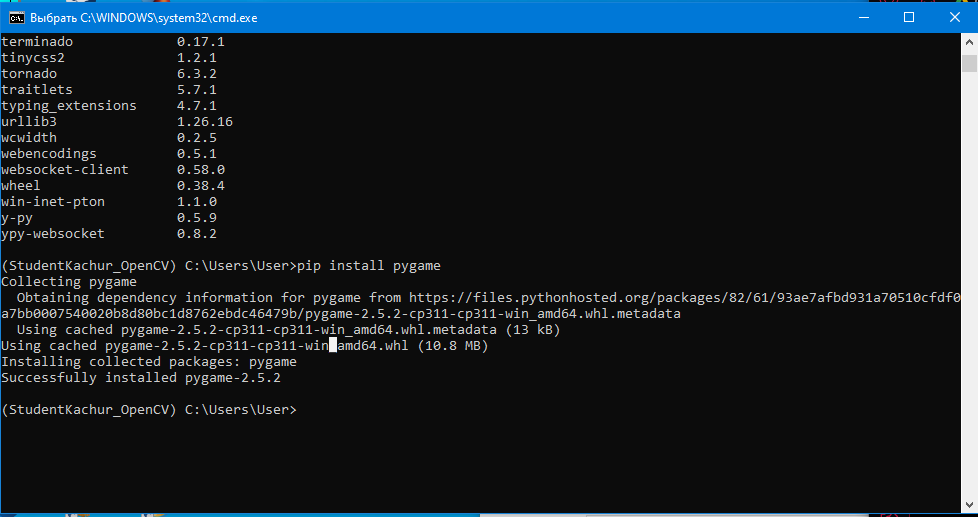 Выбрать C:\WINDOWS\system32\cmd.exe
terminado 0.17.1
tinycss2 1.2.1
tornado 6.3.2
traitlets 5.7.1
typing_extensions 4.7.1
urllib3 1.26.16
wcwidth 0.2.5
webencodings 0.5.1
websocket-client 0.58.0
wheel 0.38.4
win-inet-pton 1.1.0
y-py 0.5.9
ypy-websocket 0.8.2
(StudentKachur_OpenCV) C:\Users\User>pip install pygame
Collecting pygame
Obtaining dependency information for pygame from https://files.pythonhosted.org/packages/82/61/93ae7afbd931a70510cfdf0
a7bb0007540020b8d80bc1d8762ebdc46479b/pygame-2.5.2-cp311-cp311-win_amd64.whl.metadata
Using cached pygame-2.5.2-cp311-cp311-win_amd64.whl.metadata (13 kB)
Using cached pygame-2.5.2-cp311-cp311-win_amd64.whl (10.8 MB)
Installing collected packages: pygame
Successfully installed pygame-2.5.2
(StudentKachur_OpenCV) C:\Users\User>